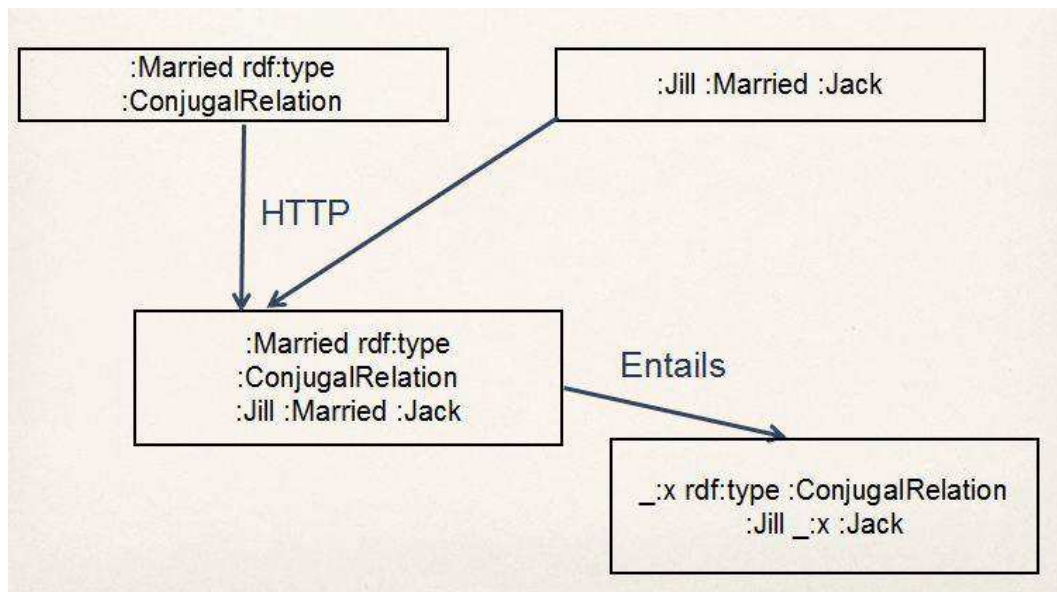 :Married rdf:type
:ConjugalRelation
:Jill :Married :Jack
HTTP
:Married rdf:type
:ConjugalRelation
:Jill :Married :Jack
Entails
_:x rdf:type :ConjugalRelation
:Jill _:x :Jack